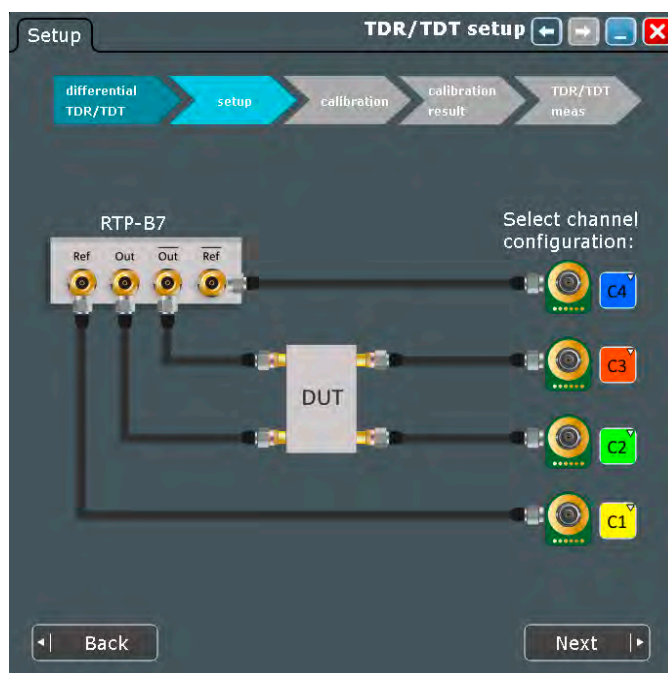 Setup
TDR/TDT setup
differential
TDR/TDT
setup
calibration
calibration
result
TDR/TDT
meas
RTP-B7
Ref Out Out Ref
Select channel
configuration:
C4
C3
DUT
C2
C1
Back
Next